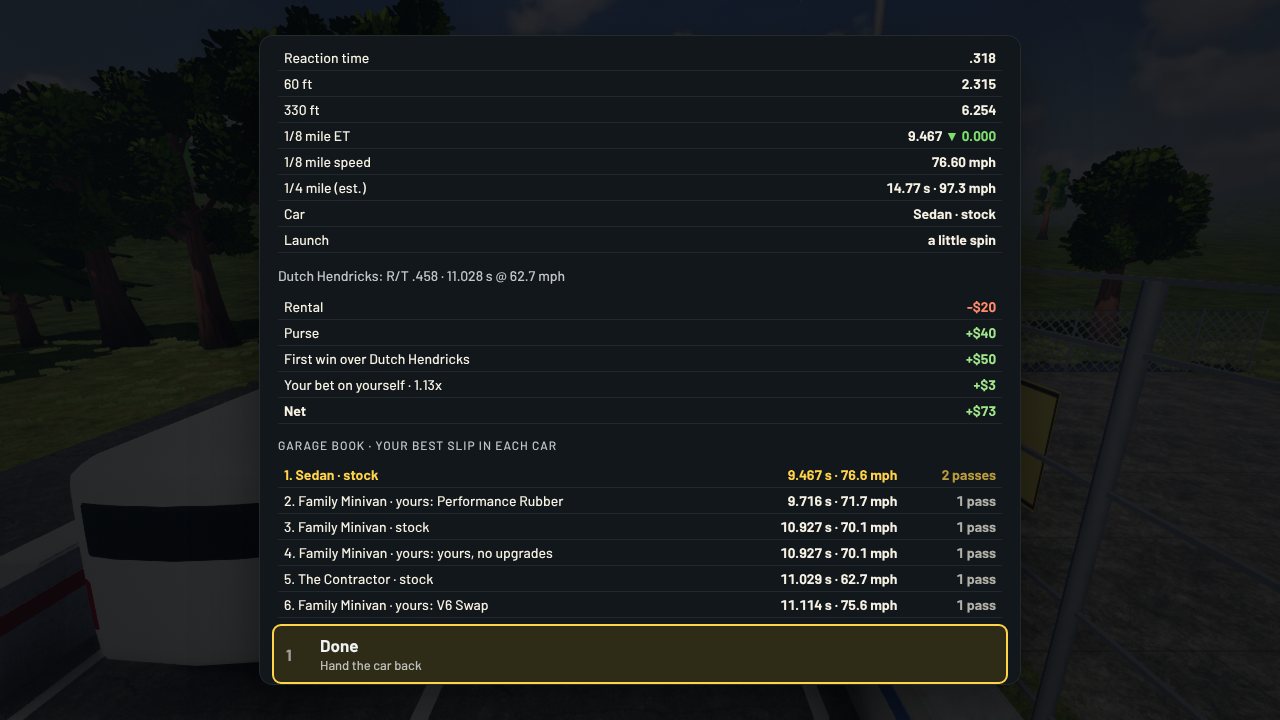 Reaction time .318
60 ft 2.315
330 ft 6.254
1/8 mile ET 9.467 ▼ 0.000
1/8 mile speed 76.60 mph
1/4 mile (est.) 14.77 s · 97.3 mph
Car Sedan · stock
Launch a little spin
Dutch Hendricks: R/T .458 · 11.028 s @ 62.7 mph
Rental -$20
Purse +$40
First win over Dutch Hendricks +$50
Your bet on yourself · 1.13x +$3
Net +$73
GARAGE BOOK · YOUR BEST SLIP IN EACH CAR
1. Sedan · stock 9.467 s · 76.6 mph 2 passes
2. Family Minivan · yours: Performance Rubber 9.716 s · 71.7 mph 1 pass
3. Family Minivan · stock 10.927 s · 70.1 mph 1 pass
4. Family Minivan · yours: yours, no upgrades 10.927 s · 70.1 mph 1 pass
5. The Contractor · stock 11.029 s · 62.7 mph 1 pass
6. Family Minivan · yours: V6 Swap 11.114 s · 75.6 mph 1 pass
1 Done
Hand the car back